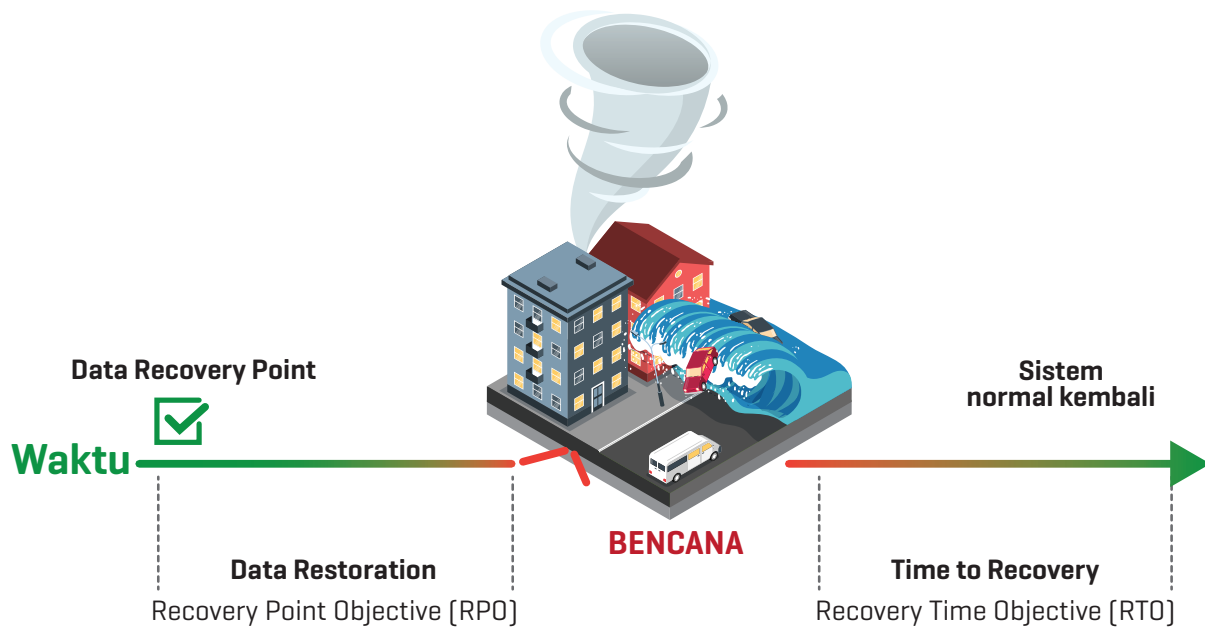 Data Recovery Point
Sistem
normal kembali
Waktu
BENCANA
Data Restoration
Recovery Point Objective (RPO)
Time to Recovery
Recovery Time Objective (RTO)